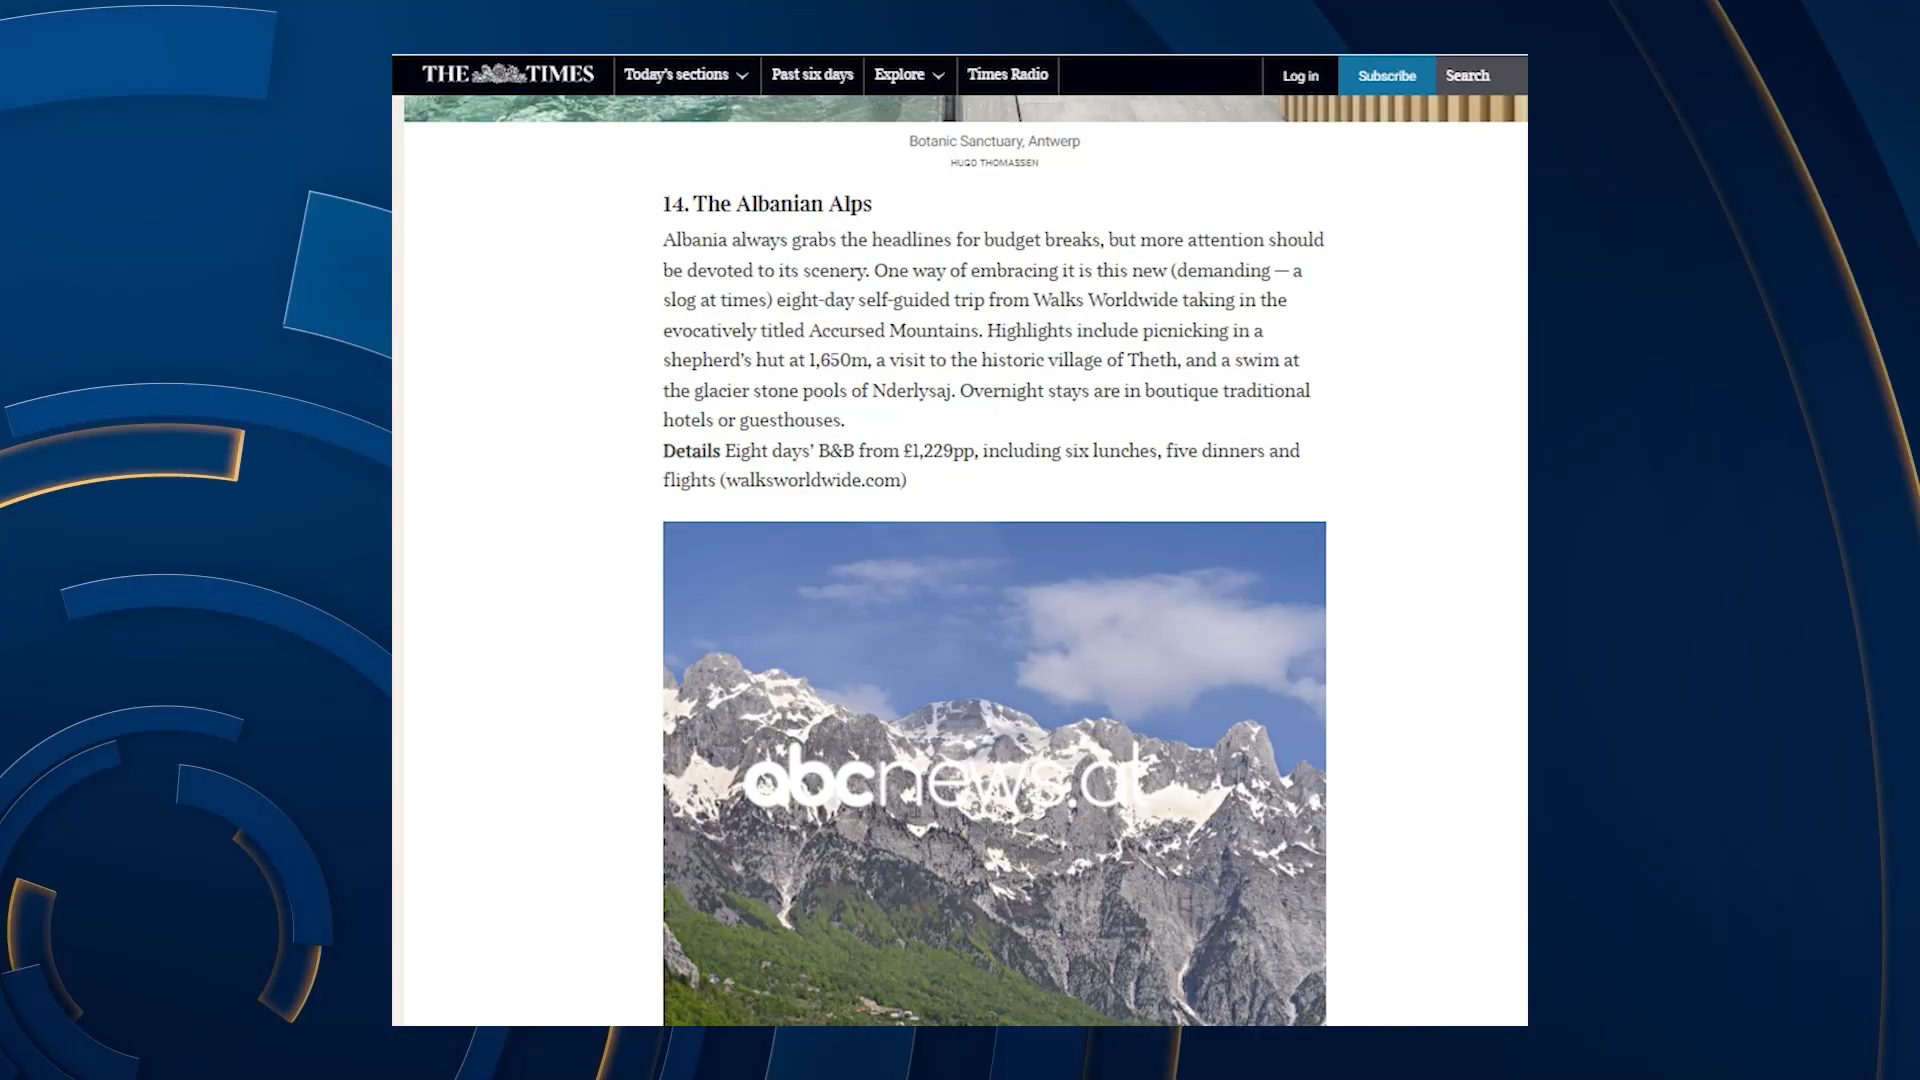 THE TIMES
Today's sections
Past six days
Explore
Times Radio
Log in
Subscribe
Search
Botanic Sanctuary, Antwerp
HUGO THOMASSEN
14. The Albanian Alps
Albania always grabs the headlines for budget breaks, but more attention should
be devoted to its scenery. One way of embracing it is this new (demanding — a
slog at times) eight-day self-guided trip from Walks Worldwide taking in the
evocatively titled Accursed Mountains. Highlights include picnicking in a
shepherd's hut at 1,650m, a visit to the historic village of Theth, and a swim at
the glacier stone pools of Nderlysaj. Overnight stays are in boutique traditional
hotels or guesthouses.
Details Eight days' B&B from £1,229pp, including six lunches, five dinners and
flights (walksworldwide.com)
abcnews.al